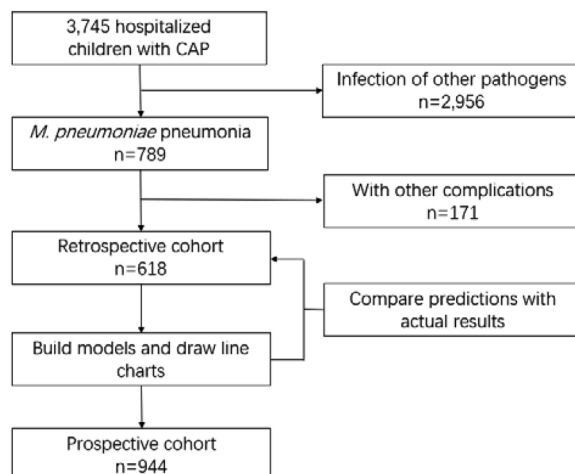 3,745 hospitalized
children with CAP
Infection of other pathogens
n=2,956
M. pneumoniae pneumonia
n=789
With other complications
n=171
Retrospective cohort
n=618
Compare predictions with
actual results
Build models and draw line
charts
Prospective cohort
n=944